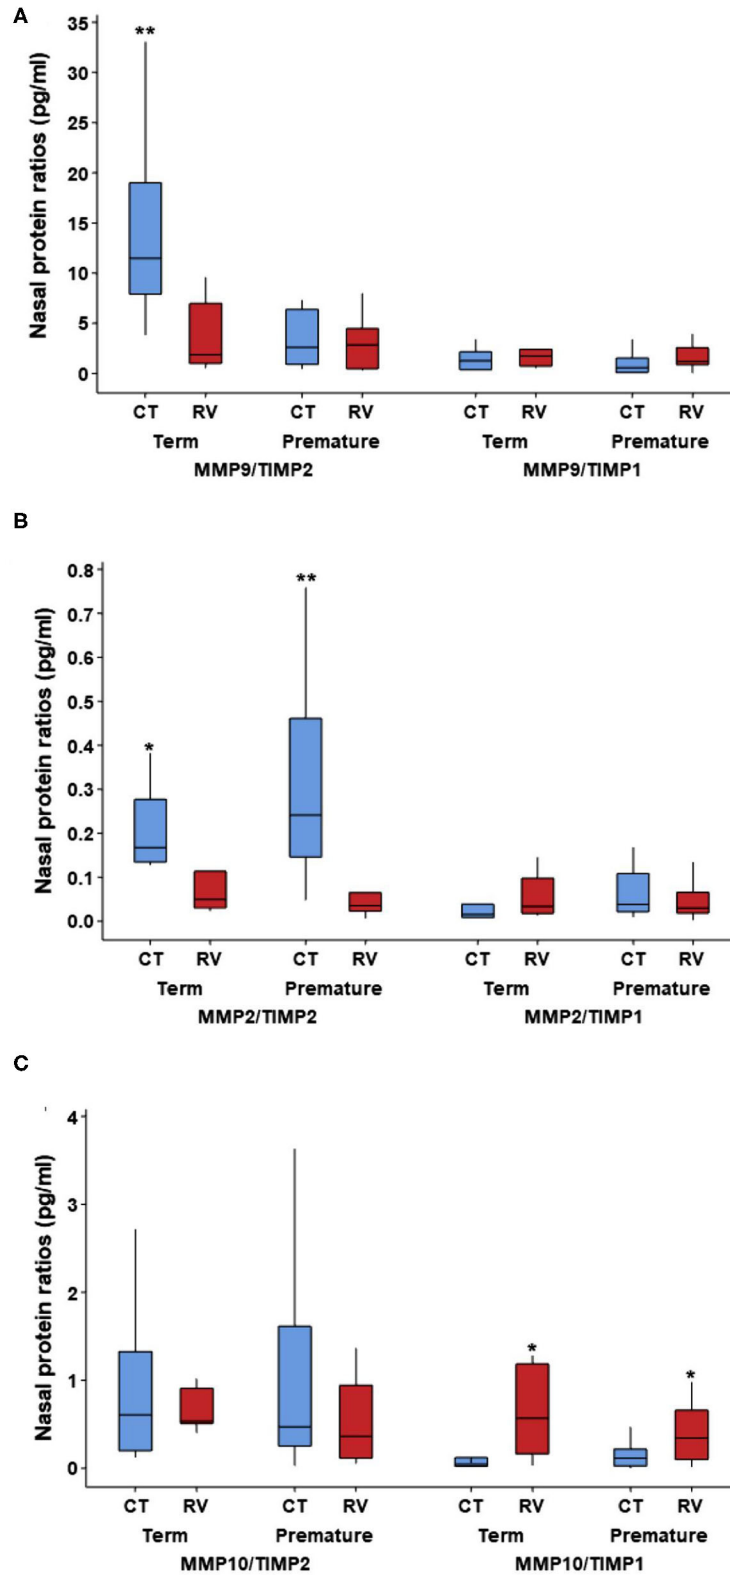 A
Nasal protein ratios (pg/ml)
35
30
25
20
15
10
5
0
**
CT RV CT RV CT RV CT RV
Term Premature Term Premature
MMP9/TIMP2 MMP9/TIMP1
B
Nasal protein ratios (pg/ml)
0.8
0.7
0.6
0.5
0.4
0.3
0.2
0.1
0.0
* **
CT RV CT RV CT RV CT RV
Term Premature Term Premature
MMP2/TIMP2 MMP2/TIMP1
C
Nasal protein ratios (pg/ml)
4
3
2
1
0
* *
CT RV CT RV CT RV CT RV
Term Premature Term Premature
MMP10/TIMP2 MMP10/TIMP1